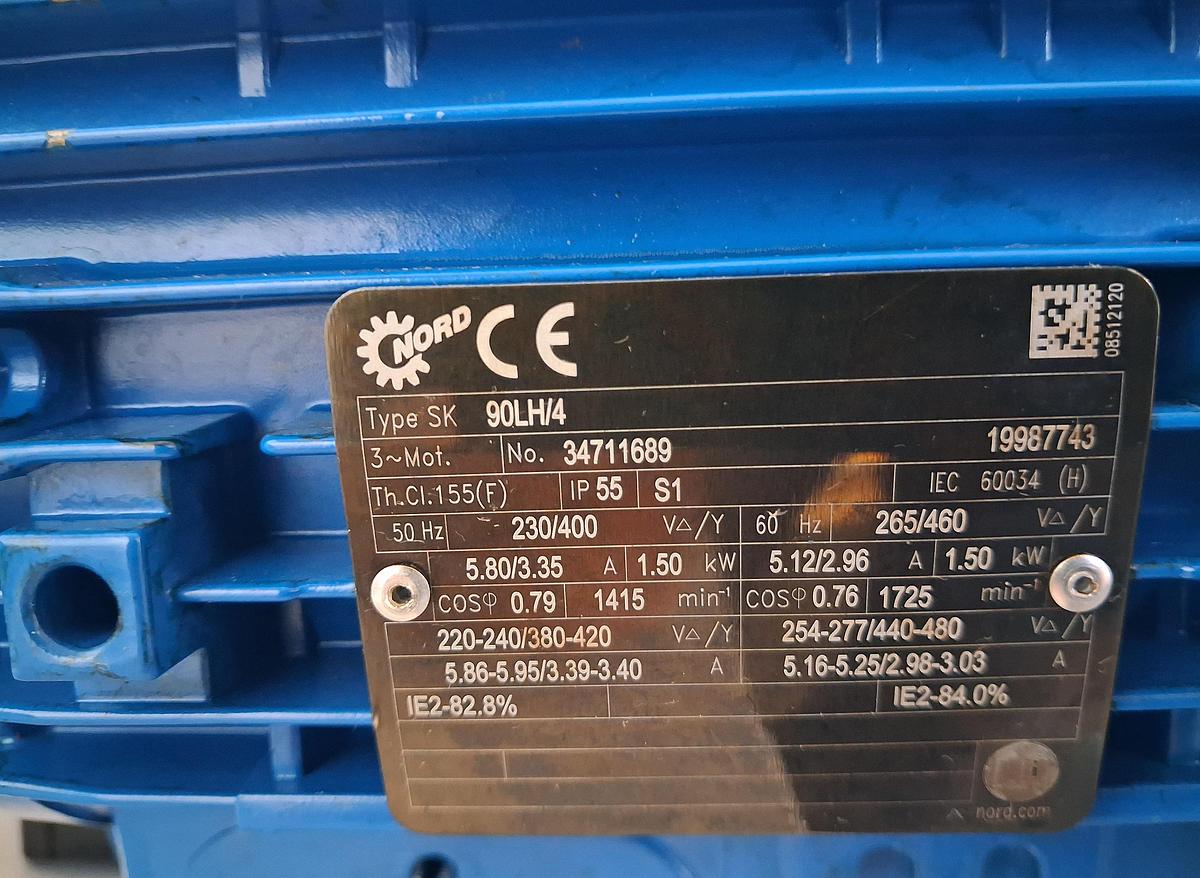 NORD CE
08512120
Type SK 90LH/4
3~Mot. No. 34711689 19987743
Th.Cl.155(F) IP 55 S1 IEC 60034 (H)
50 Hz 230/400 V△/Y 60 Hz 265/460 V△/Y
5.80/3.35 A 1.50 kW 5.12/2.96 A 1.50 kW
COSφ 0.79 1415 min⁻¹ COSφ 0.76 1725 min⁻¹
220-240/380-420 V△/Y 254-277/440-480 V△/Y
5.86-5.95/3.39-3.40 A 5.16-5.25/2.98-3.03 A
IE2-82.8% IE2-84.0%
i
nord.com